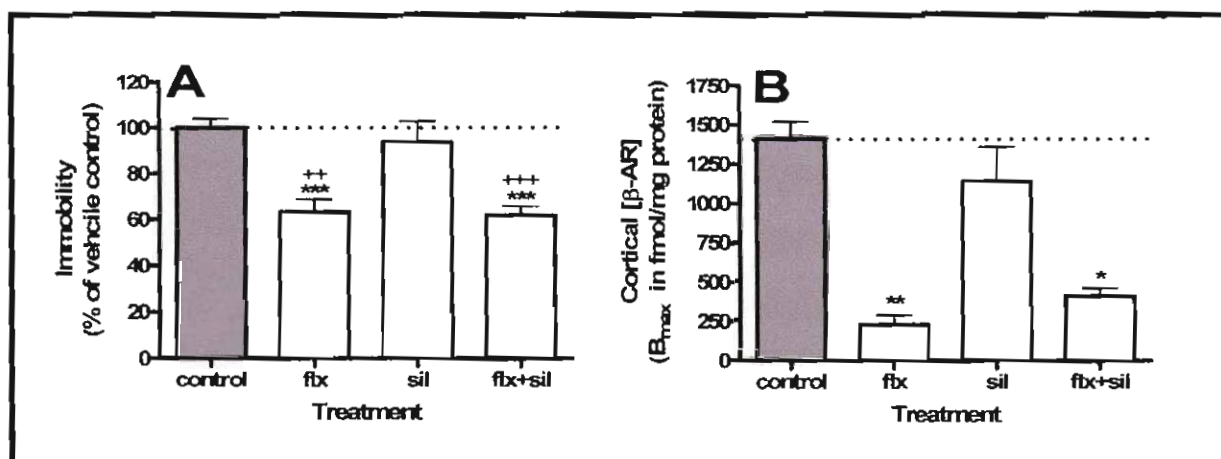 A
Immobility
(% of vehcile control)
120
100
80
60
40
20
0
++
***
+++
***
control
flx
sil
flx+sil
Treatment
B
Cortical [β-AR]
(Bmax in fmol/mg protein)
1750
1500
1250
1000
750
500
250
0
**
*
control
flx
sil
flx+sil
Treatment